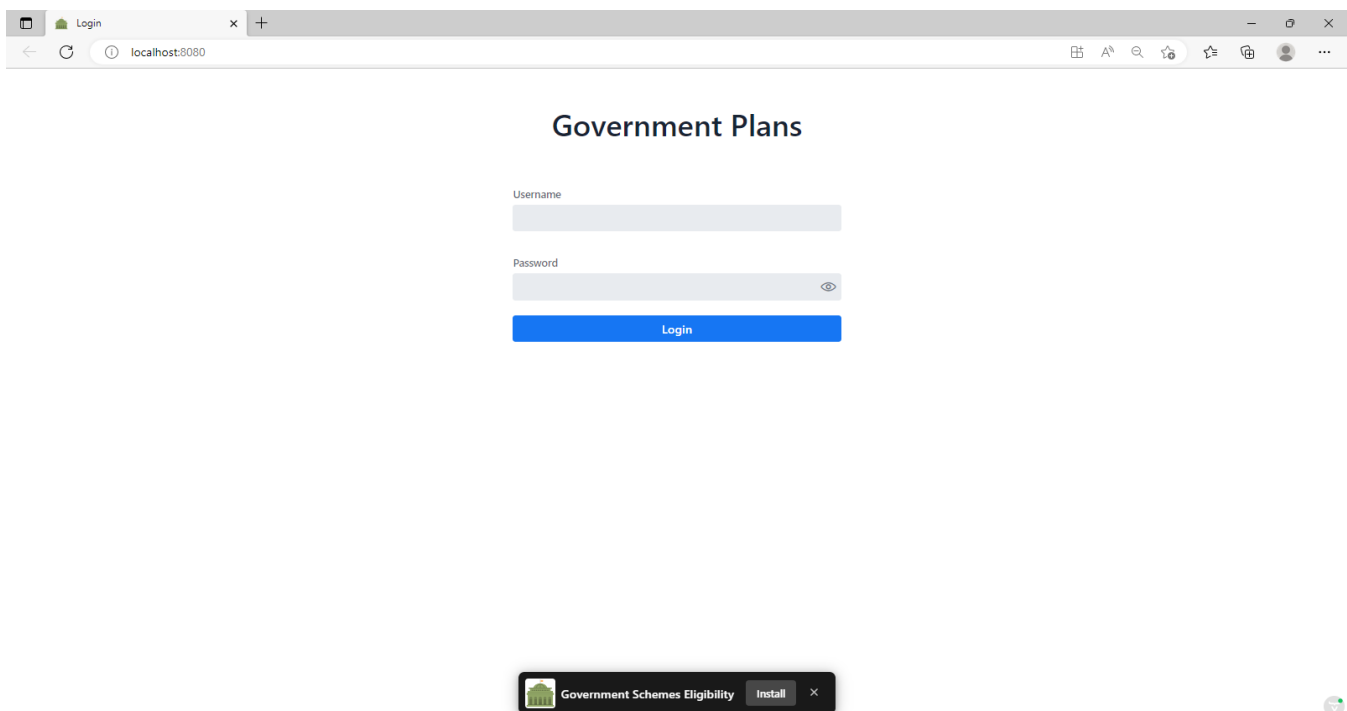 Login
localhost:8080
Government Plans
Username
Password
Login
Government Schemes Eligibility Install